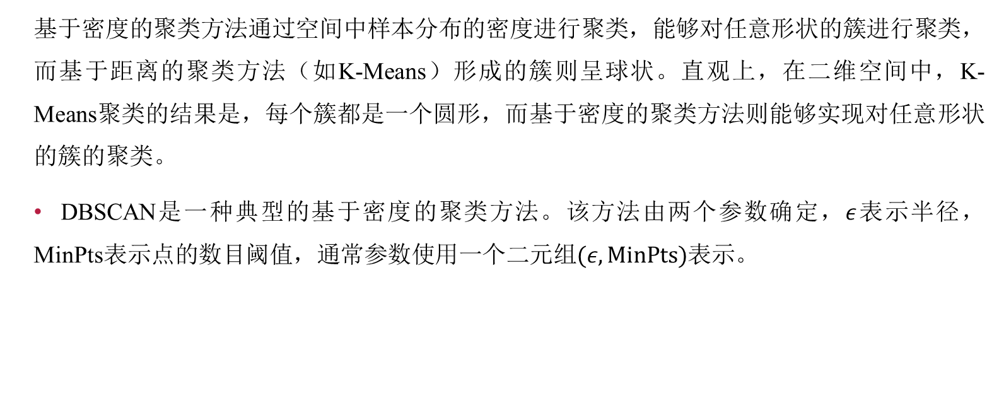 基于密度的聚类方法通过空间中样本分布的密度进行聚类，能够对任意形状的簇进行聚类，
而基于距离的聚类方法（如K-Means）形成的簇则呈球状。直观上，在二维空间中，K-
Means聚类的结果是，每个簇都是一个圆形，而基于密度的聚类方法则能够实现对任意形状
的簇的聚类。
• DBSCAN是一种典型的基于密度的聚类方法。该方法由两个参数确定，ϵ表示半径，
MinPts表示点的数目阈值，通常参数使用一个二元组(ϵ, MinPts)表示。